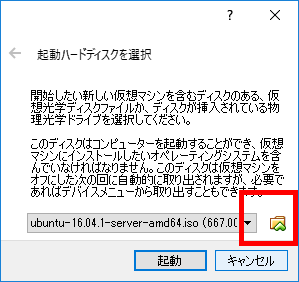 ?
起動ハードディスクを選択
開始したい新しい仮想マシンを含むディスクのある、仮
想光学ディスクファイルか、ディスクが挿入されている物
理光学ドライブを選択してください。
このディスクはコンピューターを起動することができ、仮想
マシンにインストールしたいオペレーティングシステムを含
んでいなければなりません。このディスクは仮想マシンを
オフにした次の回に自動的に取り出されますが、必要で
あればデバイスメニューから取り出すこともできます。
ubuntu-16.04.1-server-amd64.iso (667.00
起動
キャンセル